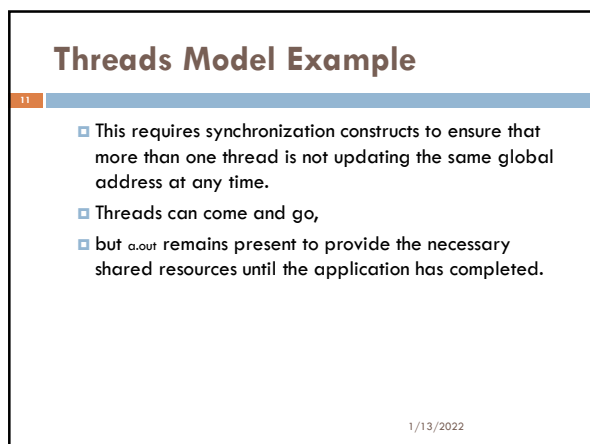 Threads Model Example
11
This requires synchronization constructs to ensure that
more than one thread is not updating the same global
address at any time.
Threads can come and go,
but a.out remains present to provide the necessary
shared resources until the application has completed.
1/13/2022